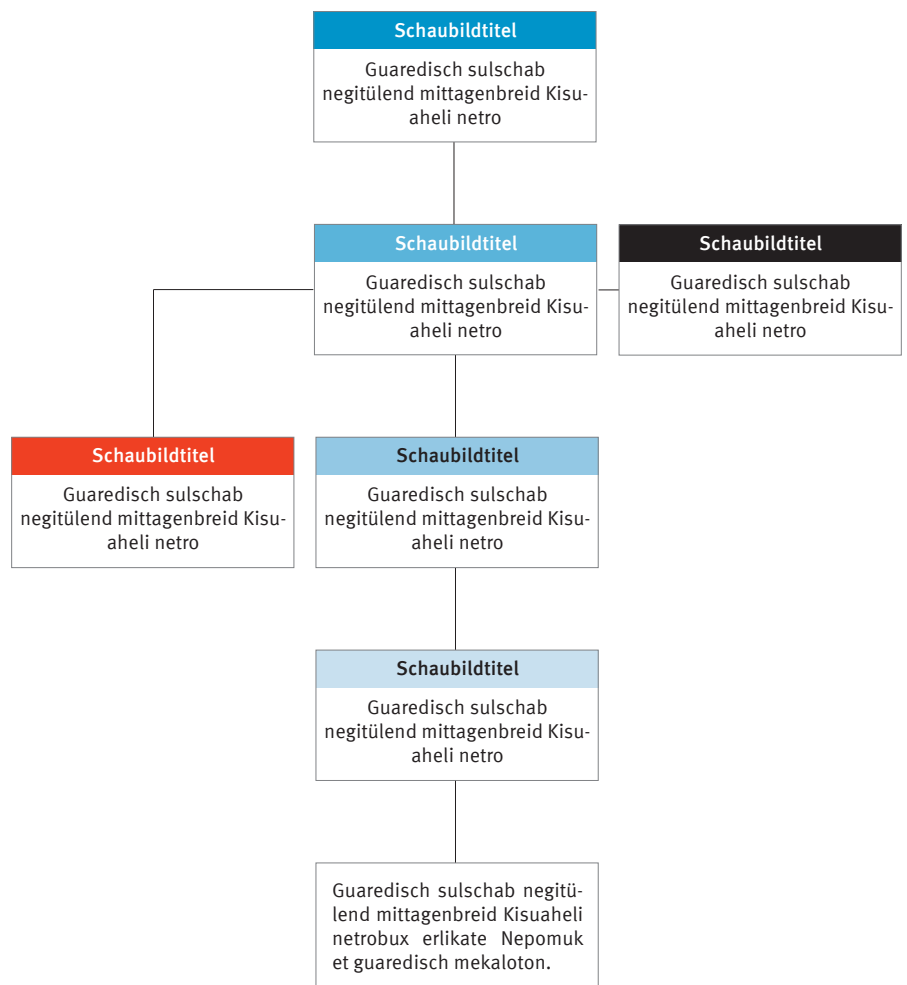 Schaubildtitel
Guaredisch sulschab
negitülend mittagenbreid Kisu-
aheli netro
Schaubildtitel
Guaredisch sulschab
negitülend mittagenbreid Kisu-
aheli netro
Schaubildtitel
Guaredisch sulschab
negitülend mittagenbreid Kisu-
aheli netro
Schaubildtitel
Guaredisch sulschab
negitülend mittagenbreid Kisu-
aheli netro
Schaubildtitel
Guaredisch sulschab
negitülend mittagenbreid Kisu-
aheli netro
Schaubildtitel
Guaredisch sulschab
negitülend mittagenbreid Kisu-
aheli netro
Guaredisch sulschab negitü-
lend mittagenbreid Kisuaheli
netrobux erlikate Nepomuk
et guaredisch mekaloton.